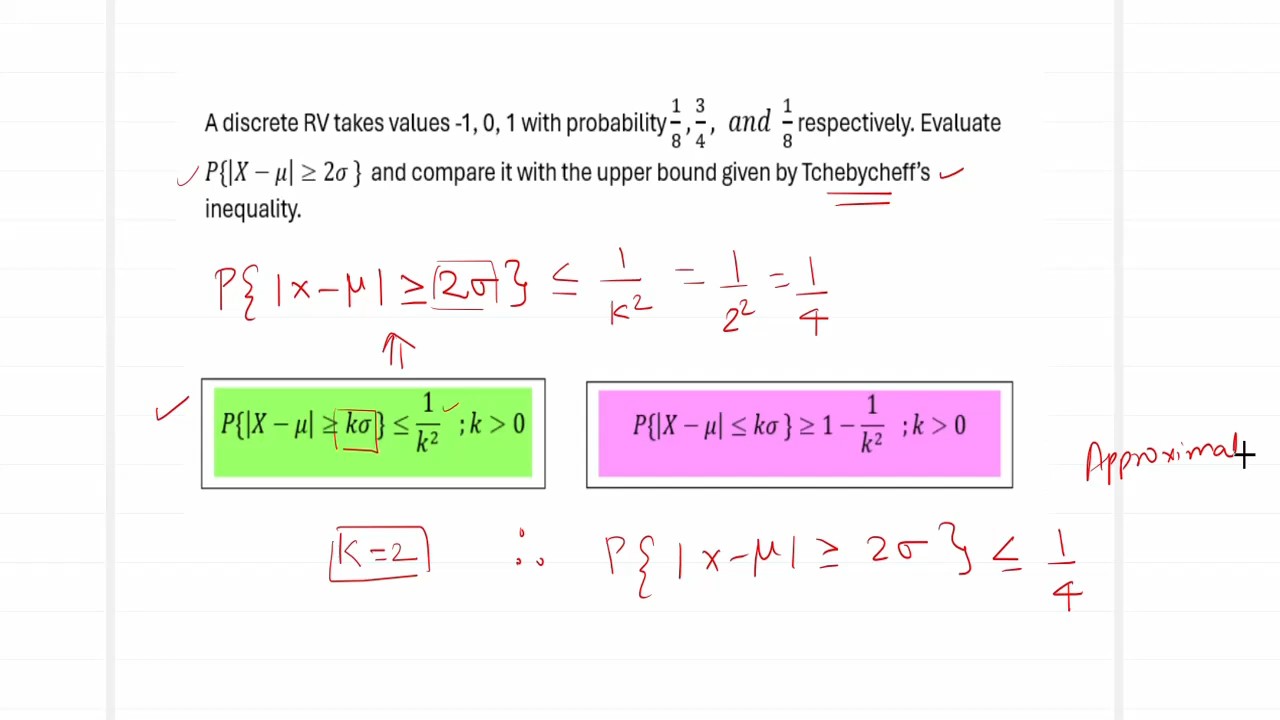 A discrete RV takes values -1, 0, 1 with probability 1/8, 3/4, and 1/8 respectively. Evaluate
P{|X − μ| ≥ 2σ} and compare it with the upper bound given by Tchebycheff's
inequality.
P{|x−μ| ≥ 2σ} ≤ 1/K² = 1/2² = 1/4
P{|X − μ| ≥ kσ} ≤ 1/k² ; k > 0
P{|X − μ| ≤ kσ} ≥ 1 − 1/k² ; k > 0
Approximat
K=2 ∴ P{|x−μ| ≥ 2σ} ≤ 1/4